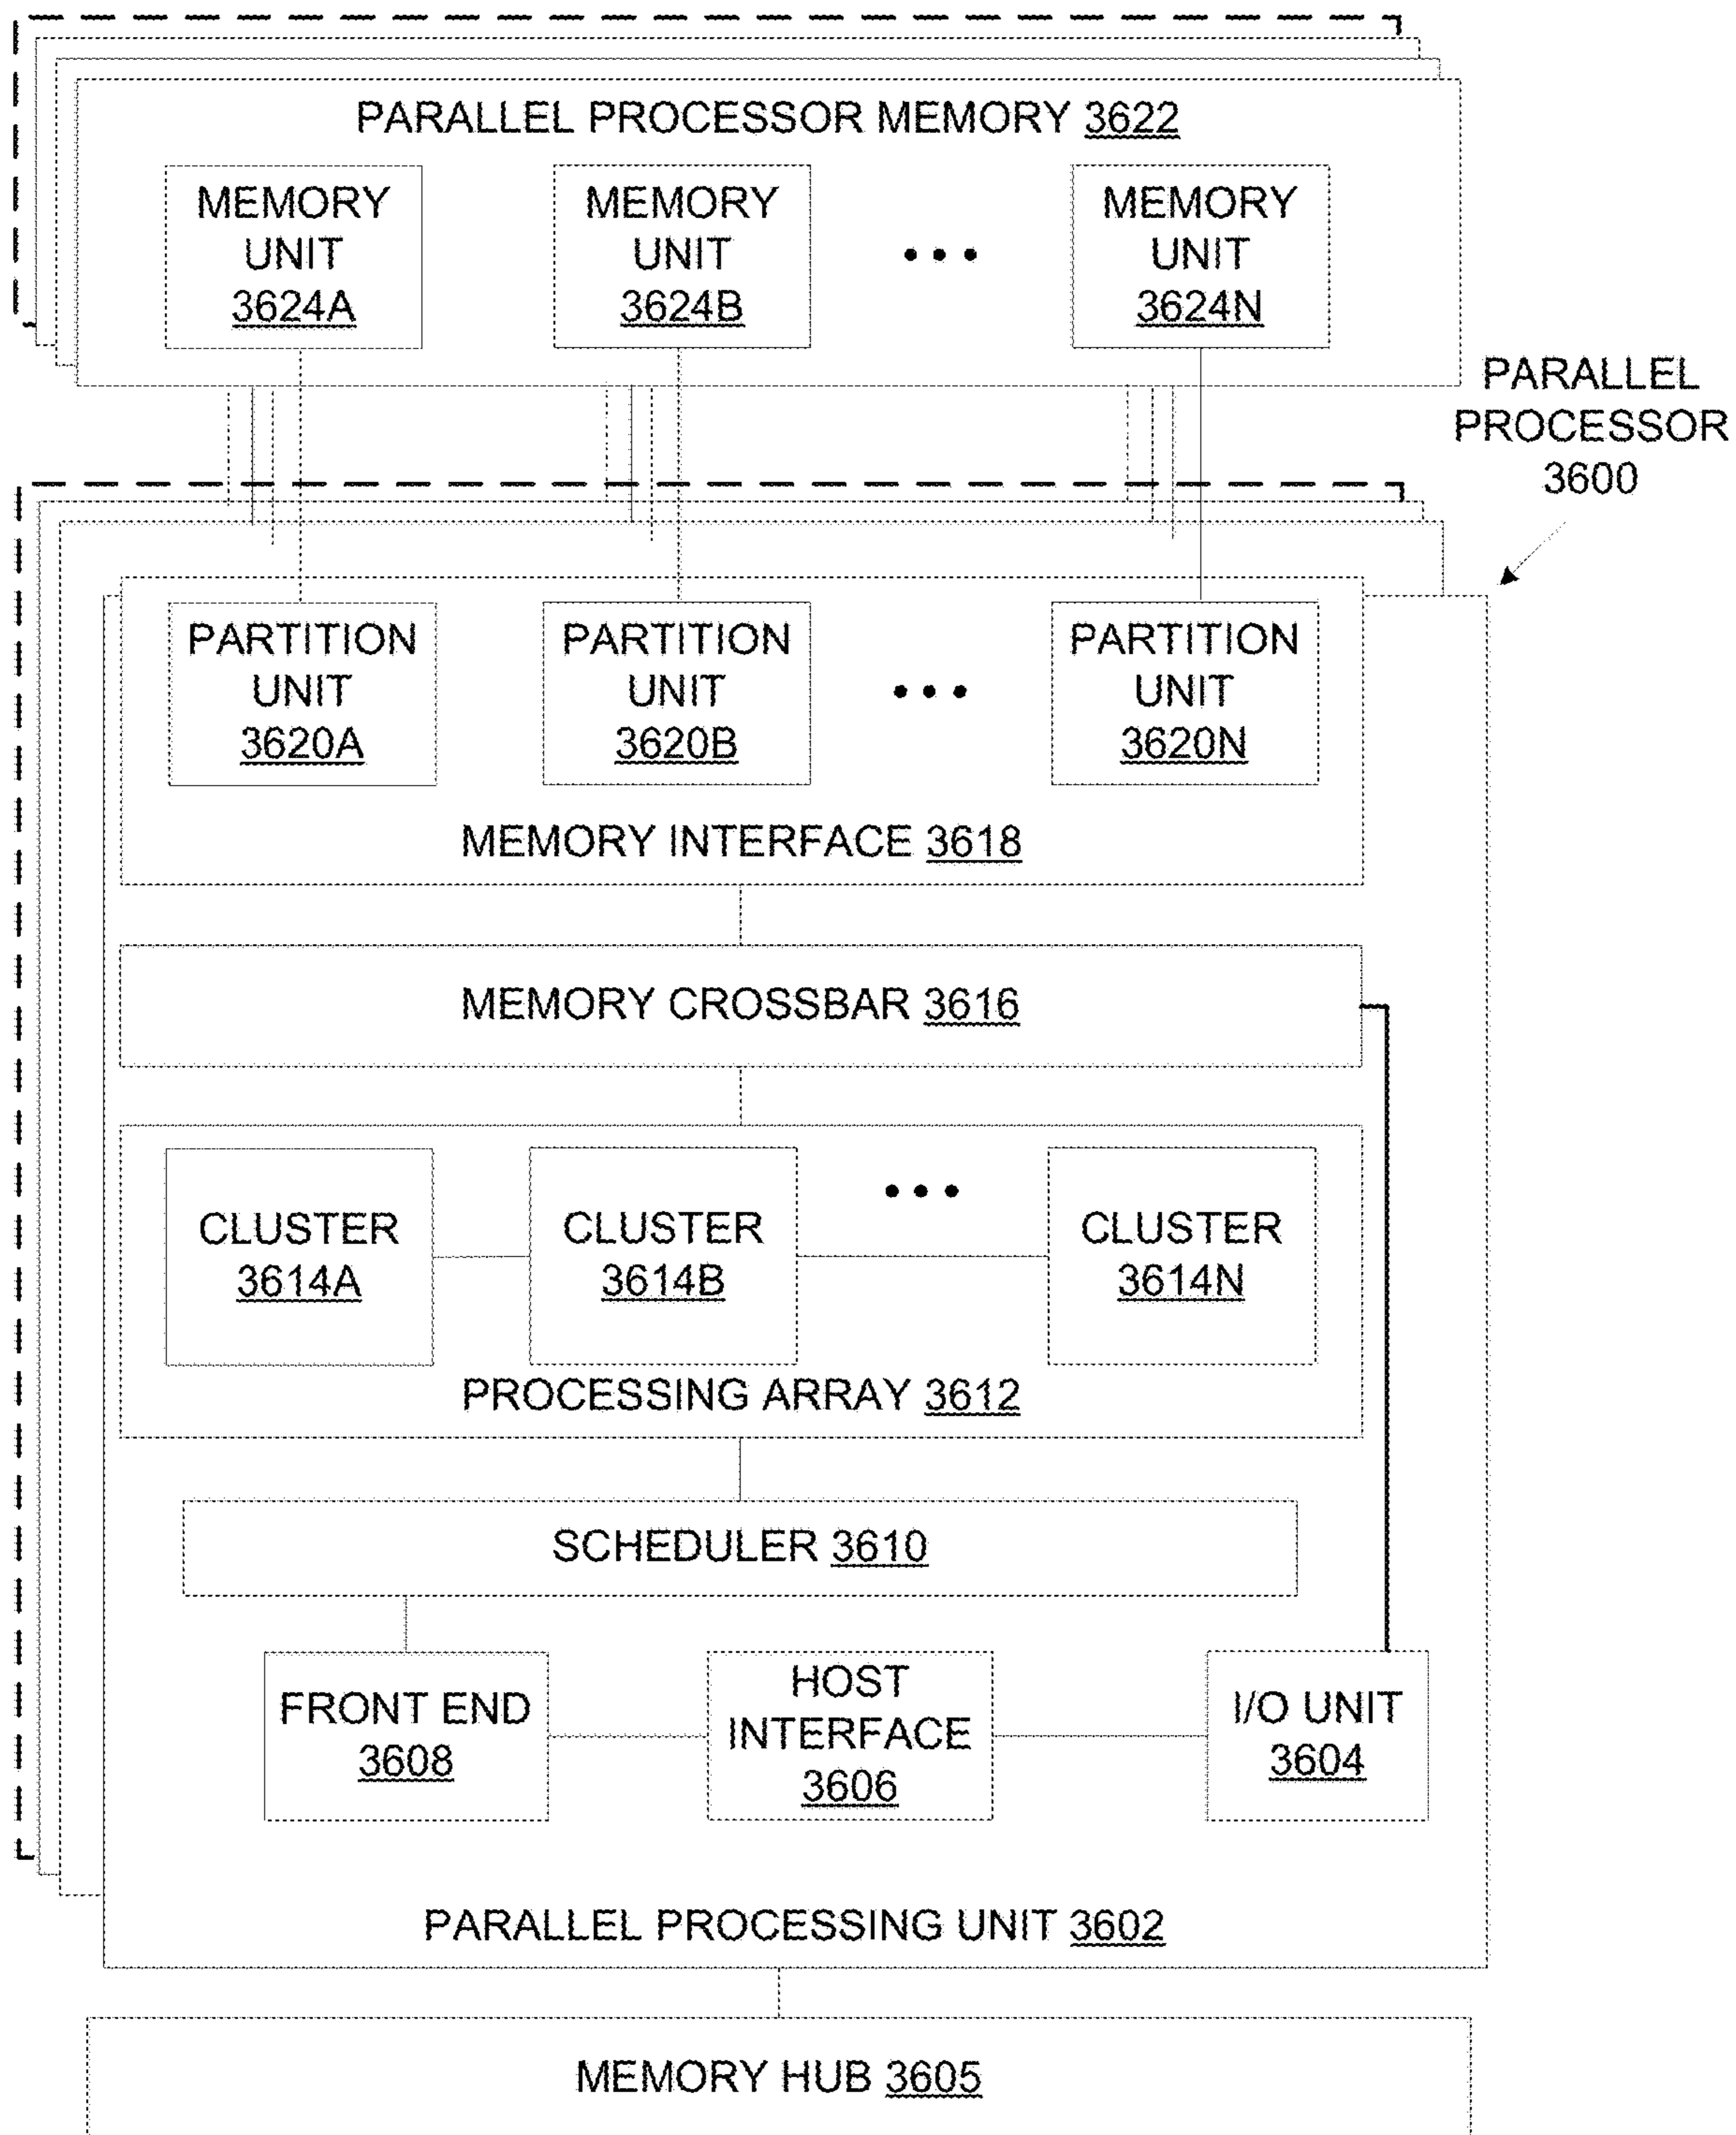 PARALLEL PROCESSOR MEMORY 3622
MEMORY
UNIT
3624A
MEMORY
UNIT
3624B
•••
MEMORY
UNIT
3624N
PARALLEL
PROCESSOR
3600
PARTITION
UNIT
3620A
PARTITION
UNIT
3620B
•••
PARTITION
UNIT
3620N
MEMORY INTERFACE 3618
MEMORY CROSSBAR 3616
CLUSTER
3614A
CLUSTER
3614B
•••
CLUSTER
3614N
PROCESSING ARRAY 3612
SCHEDULER 3610
FRONT END
3608
HOST
INTERFACE
3606
I/O UNIT
3604
PARALLEL PROCESSING UNIT 3602
MEMORY HUB 3605